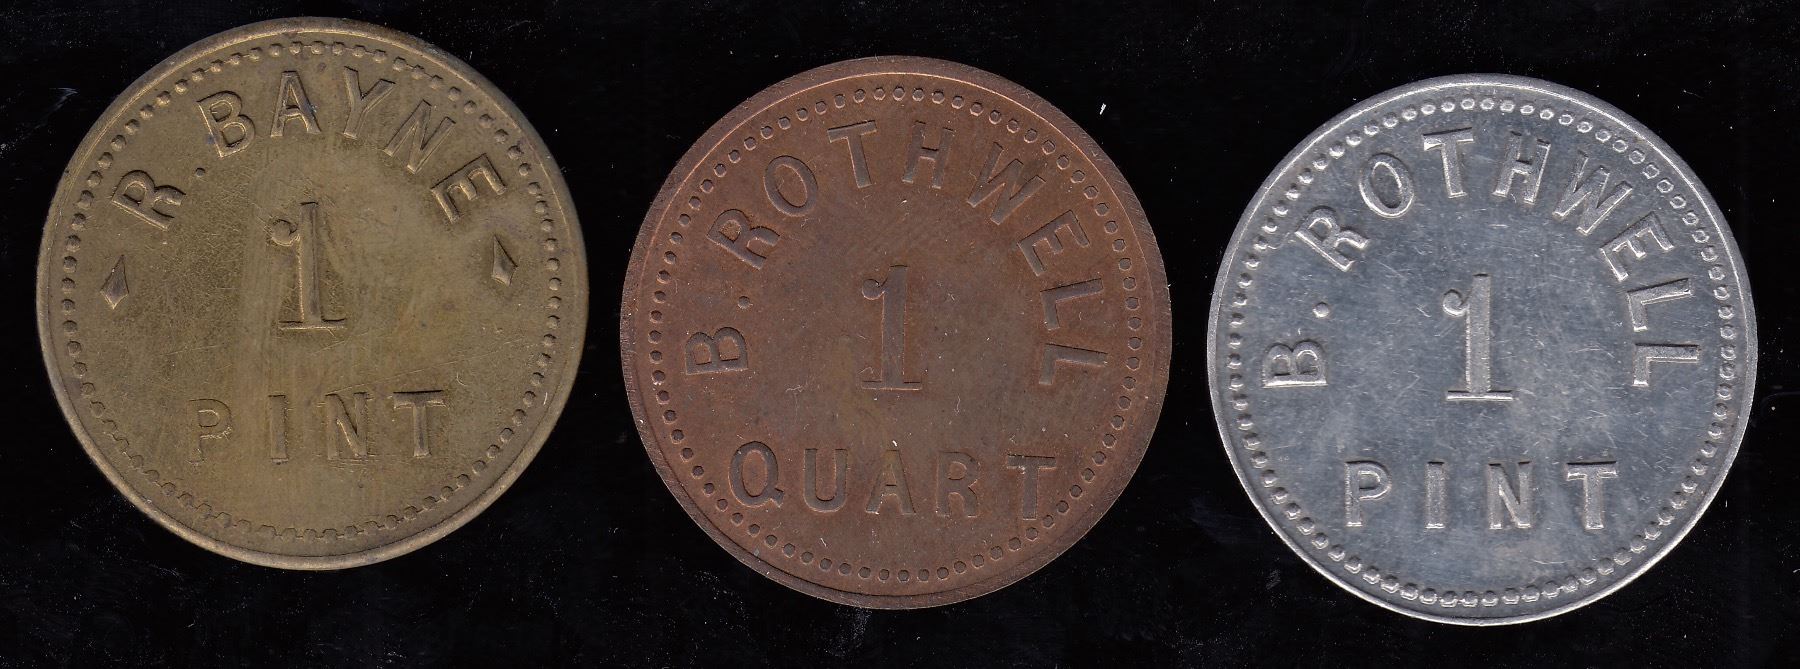 R. BAYNE
1
PINT
B. ROTHWELL
1
QUART
B. ROTHWELL
1
PINT